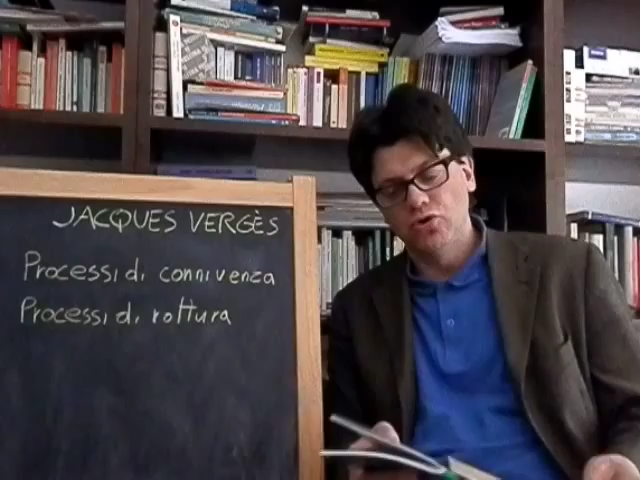 JACQUES VERGÈS
Processi di connivenza
Processi di rottura